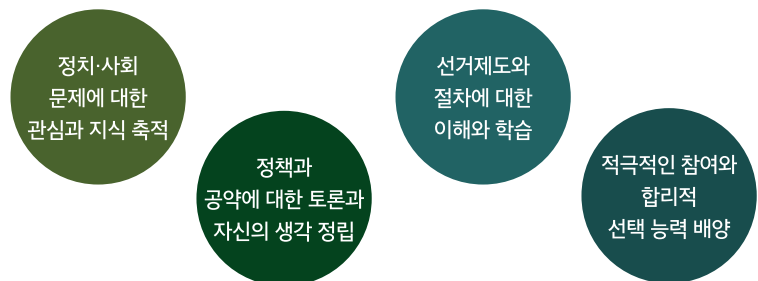 정치·사회
문제에 대한
관심과 지식 축적
정책과
공약에 대한 토론과
자신의 생각 정립
선거제도와
절차에 대한
이해와 학습
적극적인 참여와
합리적
선택 능력 배양